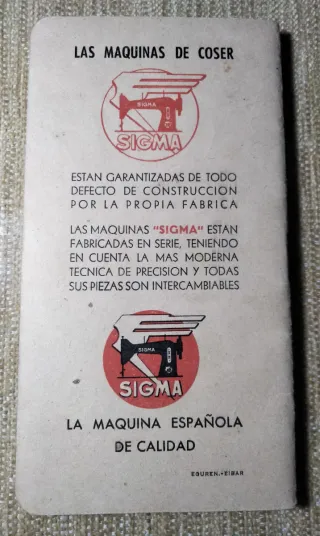 LAS MAQUINAS DE COSER
SIGMA
SIGMA
ESTAN GARANTIZADAS DE TODO
DEFECTO DE CONSTRUCCION
POR LA PROPIA FABRICA
LAS MAQUINAS "SIGMA" ESTAN
FABRICADAS EN SERIE, TENIENDO
EN CUENTA LA MAS MODERNA
TECNICA DE PRECISION Y TODAS
SUS PIEZAS SON INTERCAMBIABLES
SIGMA
SIGMA
LA MAQUINA ESPAÑOLA
DE CALIDAD
EGUREN.-EIBAR